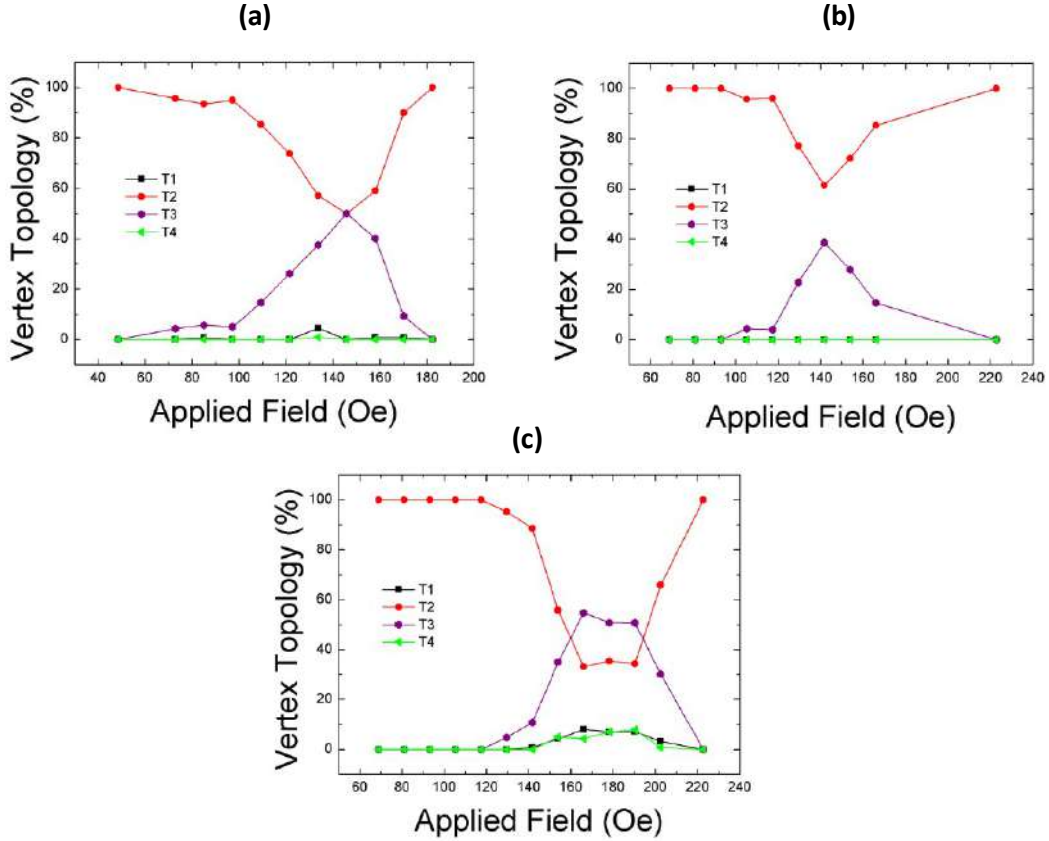 (a)
Vertex Topology (%)
100
80
60
40
20
0
T1
T2
T3
T4
40 60 80 100 120 140 160 180 200
Applied Field (Oe)
(b)
Vertex Topology (%)
100
80
60
40
20
0
T1
T2
T3
T4
60 80 100 120 140 160 180 200 220 240
Applied Field (Oe)
(c)
Vertex Topology (%)
100
80
60
40
20
0
T1
T2
T3
T4
60 80 100 120 140 160 180 200 220 240
Applied Field (Oe)